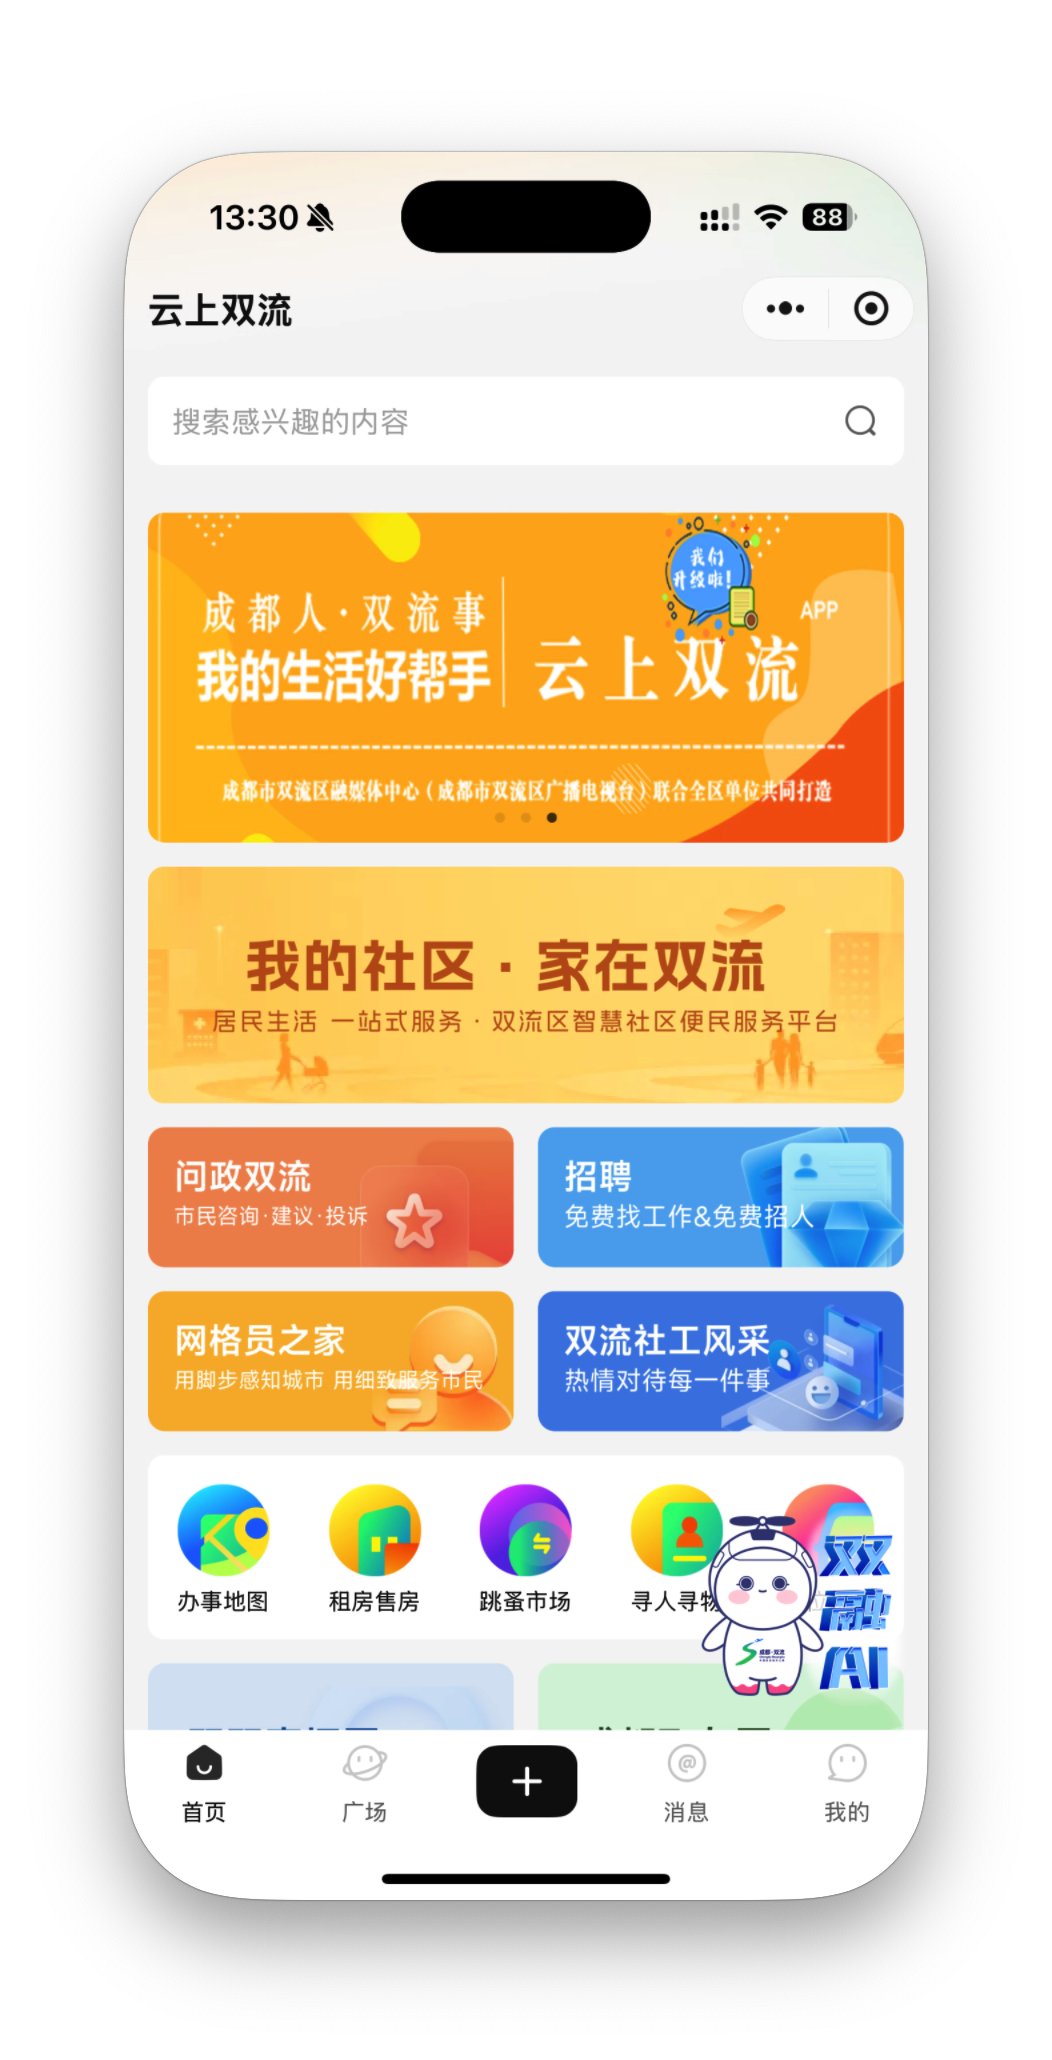 13:30
88
云上双流
搜索感兴趣的内容
我们
升级啦!
成都人·双流事
我的生活好帮手
云上双流
APP
成都市双流区融媒体中心（成都市双流区广播电视台）联合全区单位共同打造
我的社区·家在双流
居民生活 一站式服务·双流区智慧社区便民服务平台
问政双流
市民咨询·建议·投诉
招聘
免费找工作&免费招人
网格员之家
用脚步感知城市 用细致服务市民
双流社工风采
热情对待每一件事
办事地图
租房售房
跳蚤市场
寻人寻物
双
融
AI
成都·双流
首页
广场
消息
我的